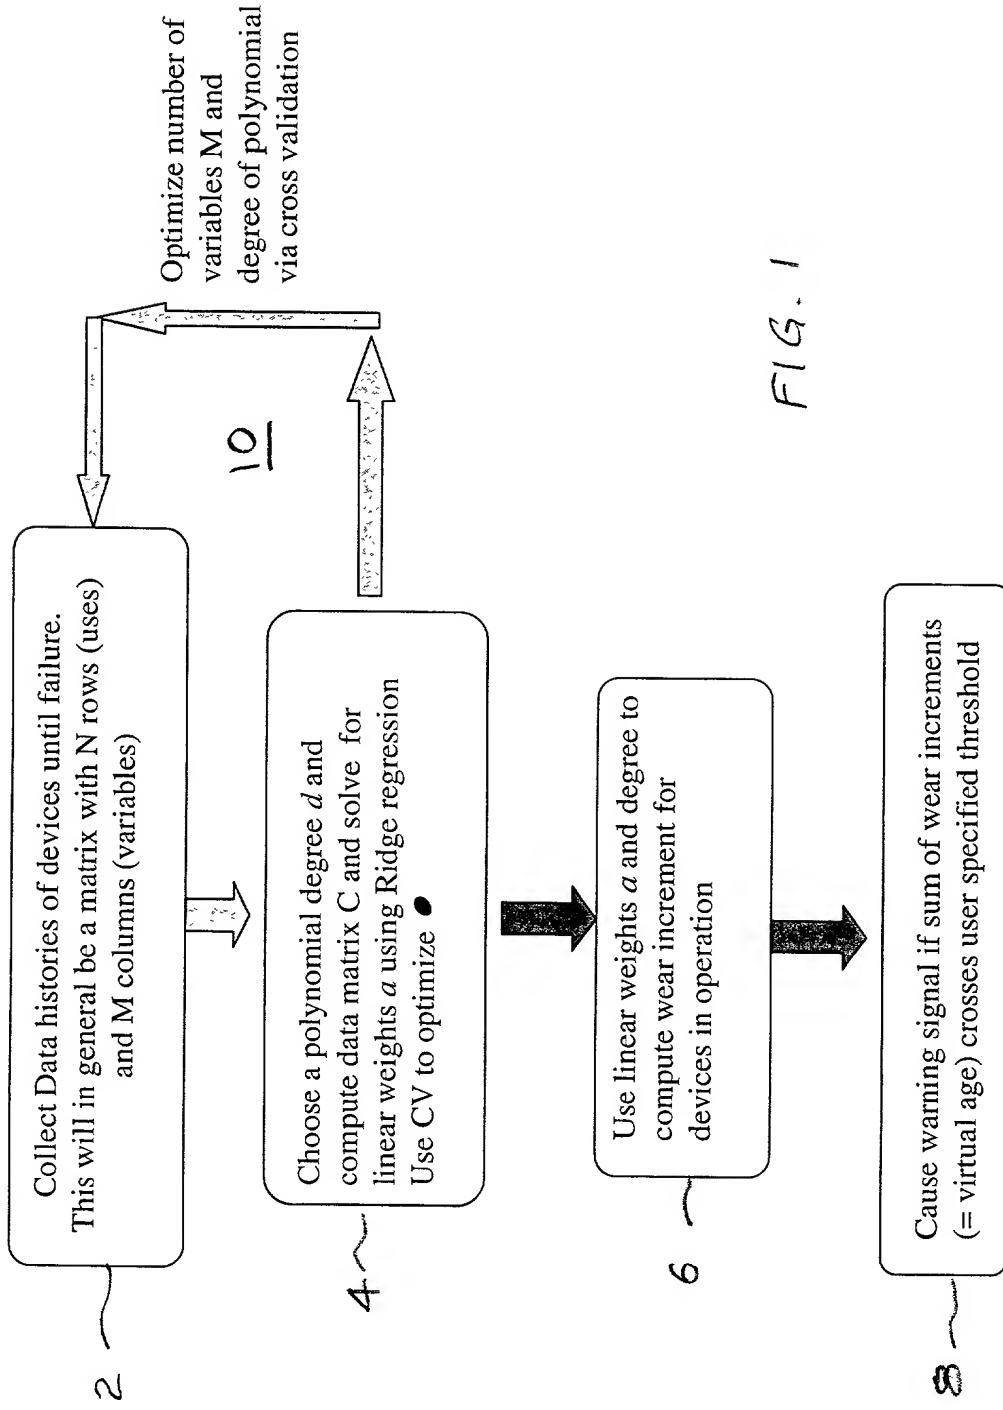 2
Collect Data histories of devices until failure.
This will in general be a matrix with N rows (uses)
and M columns (variables)
Optimize number of
variables M and
degree of polynomial
via cross validation
10
4
Choose a polynomial degree d and
compute data matrix C and solve for
linear weights a using Ridge regression
Use CV to optimize ●
6
Use linear weights a and degree to
compute wear increment for
devices in operation
8
Cause warning signal if sum of wear increments
(= virtual age) crosses user specified threshold
FIG. 1